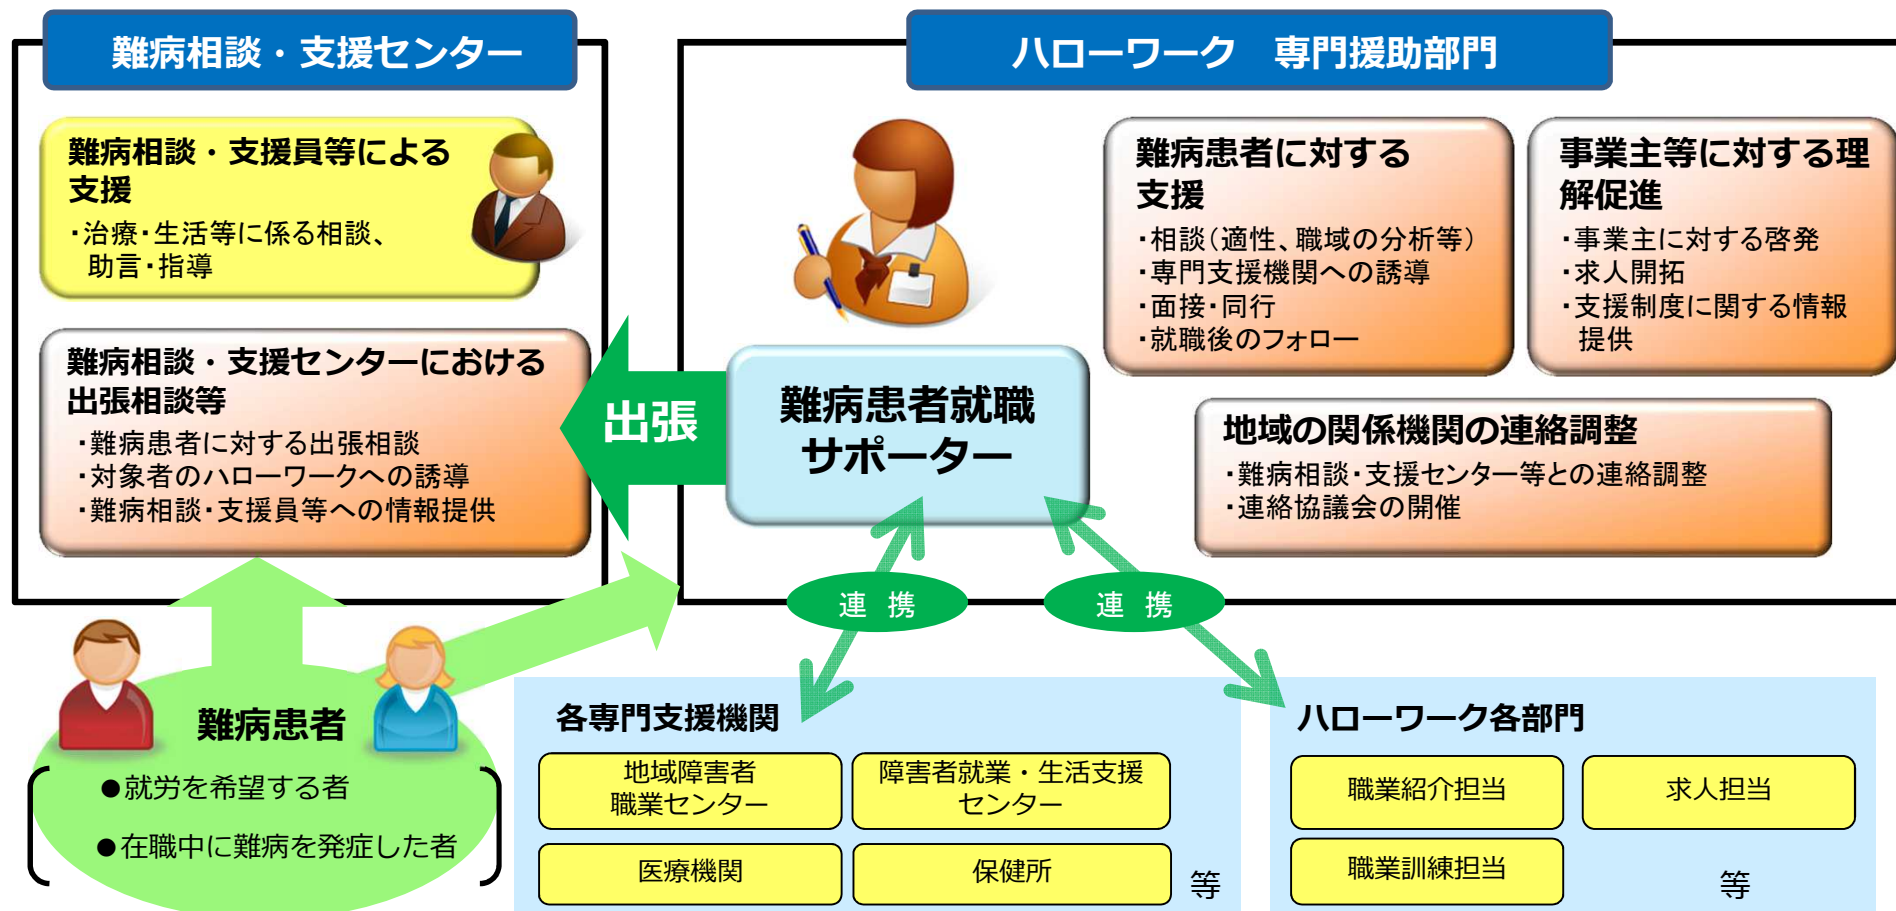 難病相談・支援センター
難病相談・支援員等による
支援
・治療・生活等に係る相談、
助言・指導
難病相談・支援センターにおける
出張相談等
・難病患者に対する出張相談
・対象者のハローワークへの誘導
・難病相談・支援員等への情報提供
出張
ハローワーク　専門援助部門
難病患者就職
サポーター
難病患者に対する
支援
・相談（適性、職域の分析等）
・専門支援機関への誘導
・面接・同行
・就職後のフォロー
事業主等に対する理
解促進
・事業主に対する啓発
・求人開拓
・支援制度に関する情報
提供
地域の関係機関の連絡調整
・難病相談・支援センター等との連絡調整
・連絡協議会の開催
連 携
連 携
難病患者
●就労を希望する者
●在職中に難病を発症した者
各専門支援機関
地域障害者
職業センター
障害者就業・生活支援
センター
医療機関
保健所
等
ハローワーク各部門
職業紹介担当
求人担当
職業訓練担当
等